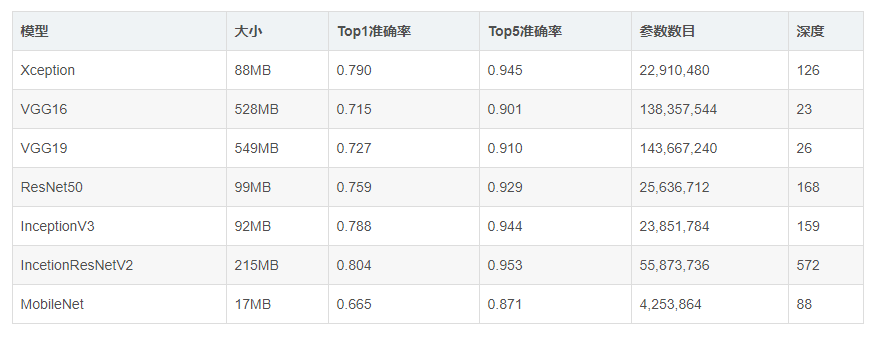 模型 大小 Top1准确率 Top5准确率 参数数目 深度
Xception 88MB 0.790 0.945 22,910,480 126
VGG16 528MB 0.715 0.901 138,357,544 23
VGG19 549MB 0.727 0.910 143,667,240 26
ResNet50 99MB 0.759 0.929 25,636,712 168
InceptionV3 92MB 0.788 0.944 23,851,784 159
IncetionResNetV2 215MB 0.804 0.953 55,873,736 572
MobileNet 17MB 0.665 0.871 4,253,864 88